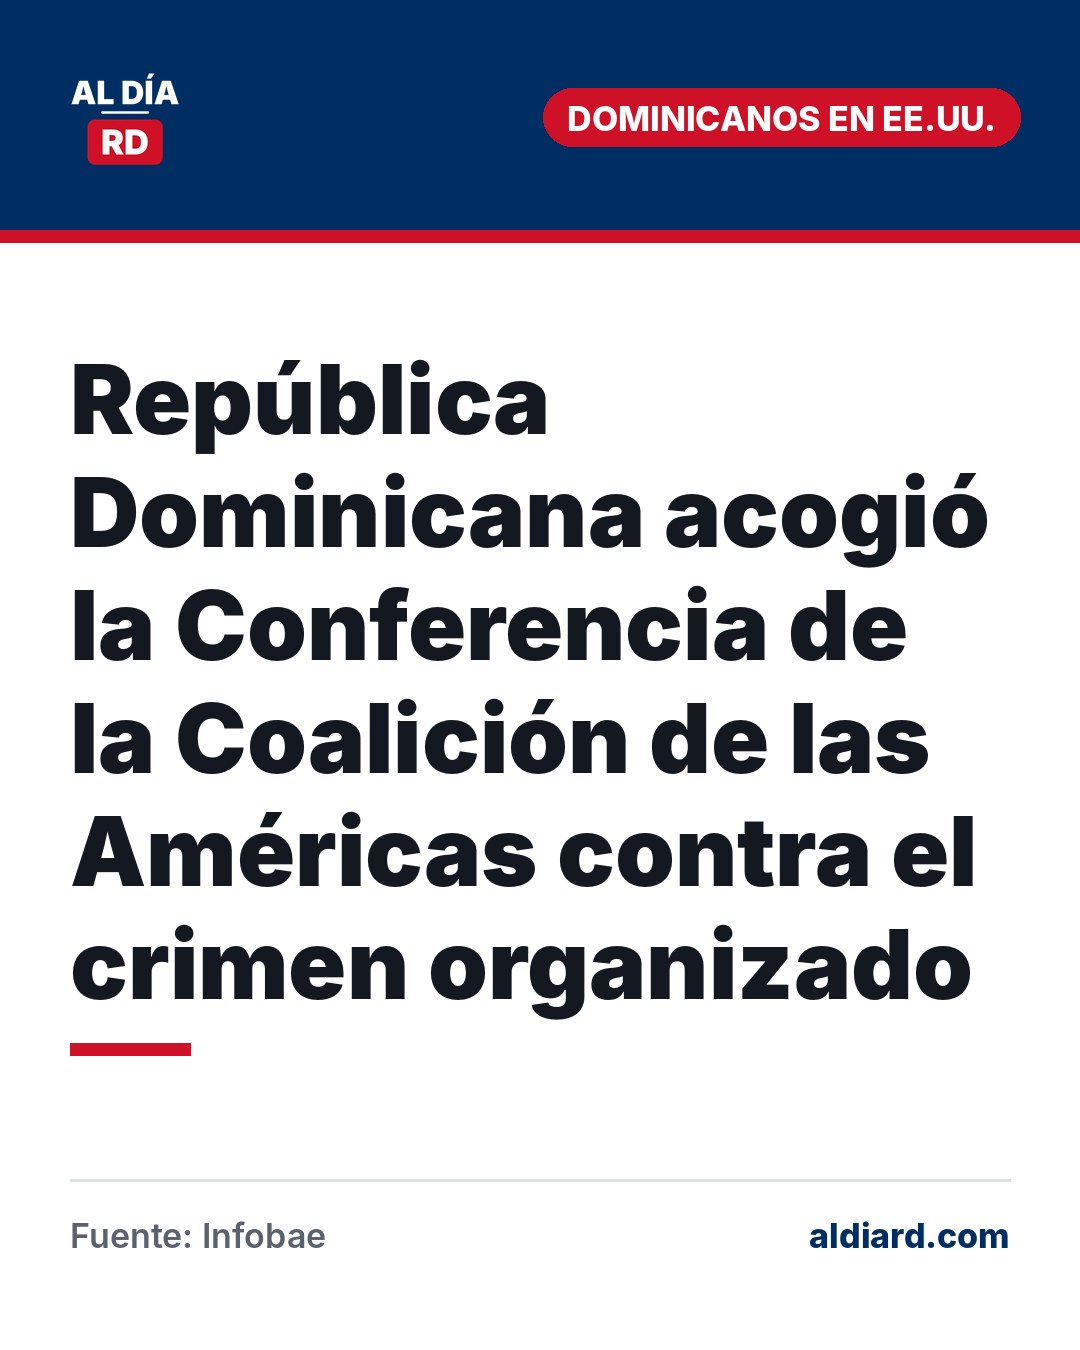 AL DÍA
RD
DOMINICANOS EN EE.UU.
República
Dominicana acogió
la Conferencia de
la Coalición de las
Américas contra el
crimen organizado
Fuente: Infobae
aldiard.com